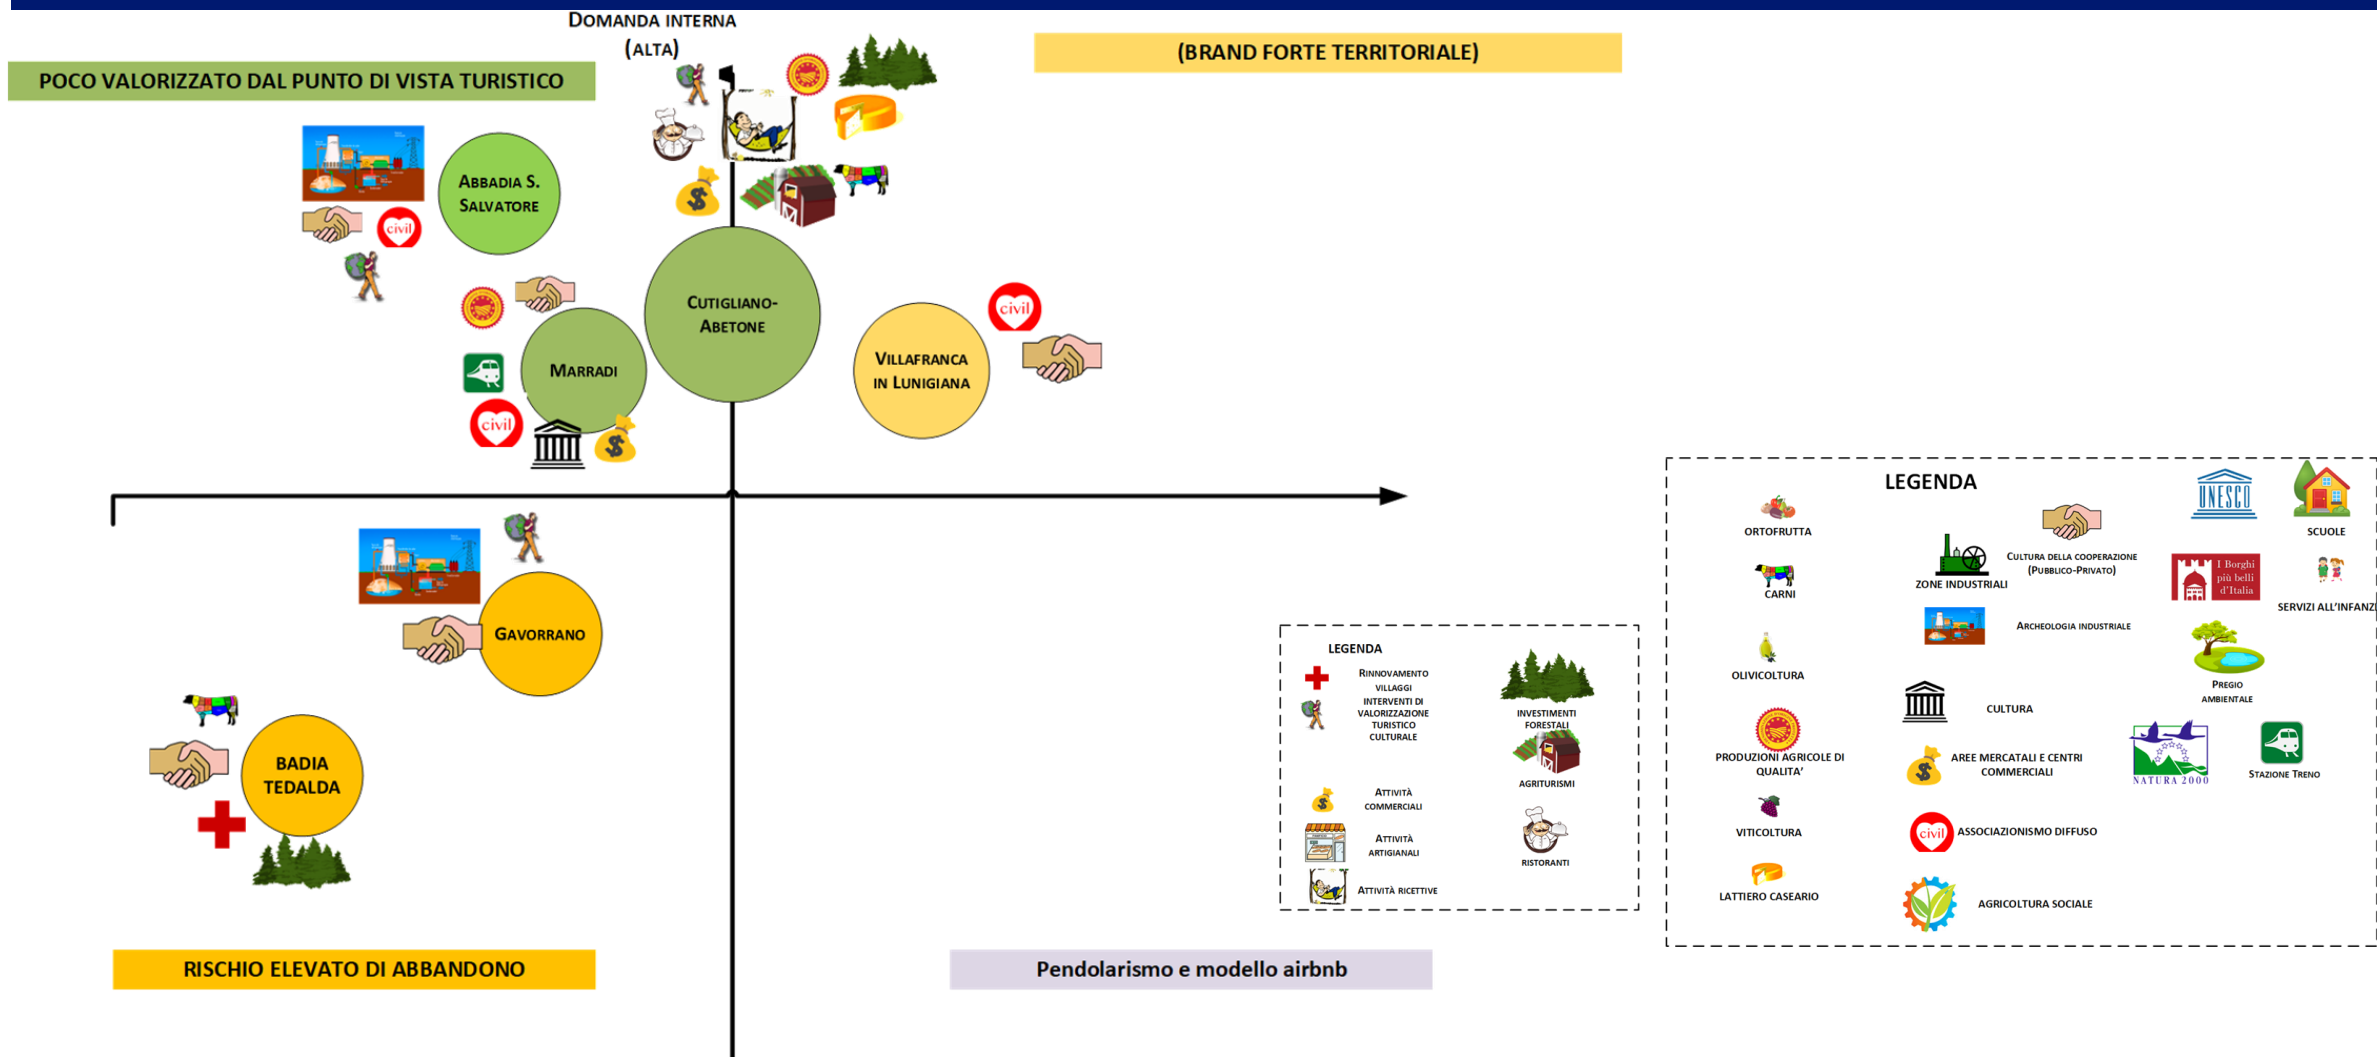 DOMANDA INTERNA
(ALTA)
(BRAND FORTE TERRITORIALE)
POCO VALORIZZATO DAL PUNTO DI VISTA TURISTICO
ABBADIA S.
SALVATORE
civil
CUTIGLIANO-
ABETONE
civil
MARRADI
VILLAFRANCA
IN LUNIGIANA
civil
GAVORRANO
BADIA
TEDALDA
RISCHIO ELEVATO DI ABBANDONO
Pendolarismo e modello airbnb
LEGENDA
RINNOVAMENTO
VILLAGGI
INTERVENTI DI
VALORIZZAZIONE
TURISTICO
CULTURALE
ATTIVITÀ
COMMERCIALI
ATTIVITÀ
ARTIGIANALI
ATTIVITÀ RICETTIVE
INVESTIMENTI
FORESTALI
AGRITURISMI
RISTORANTI
LEGENDA
ORTOFRUTTA
CARNI
OLIVICOLTURA
PRODUZIONI AGRICOLE DI
QUALITA'
VITICOLTURA
LATTIERO CASEARIO
ZONE INDUSTRIALI
CULTURA DELLA COOPERAZIONE
(PUBBLICO-PRIVATO)
ARCHEOLOGIA INDUSTRIALE
CULTURA
AREE MERCATALI E CENTRI
COMMERCIALI
civil
ASSOCIAZIONISMO DIFFUSO
AGRICOLTURA SOCIALE
UNESCO
I Borghi
più belli
d'Italia
PREGIO
AMBIENTALE
NATURA 2000
SCUOLE
SERVIZI ALL'INFANZI
STAZIONE TRENO